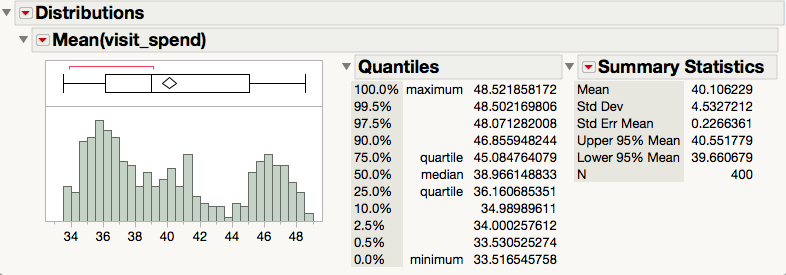 Distributions
Mean(visit_spend)
34 36 38 40 42 44 46 48
Quantiles
100.0% maximum 48.521858172
99.5% 48.502169806
97.5% 48.071282008
90.0% 46.855948244
75.0% quartile 45.084764079
50.0% median 38.966148833
25.0% quartile 36.160685351
10.0% 34.98989611
2.5% 34.000257612
0.5% 33.530525274
0.0% minimum 33.516545758
Summary Statistics
Mean 40.106229
Std Dev 4.5327212
Std Err Mean 0.2266361
Upper 95% Mean 40.551779
Lower 95% Mean 39.660679
N 400